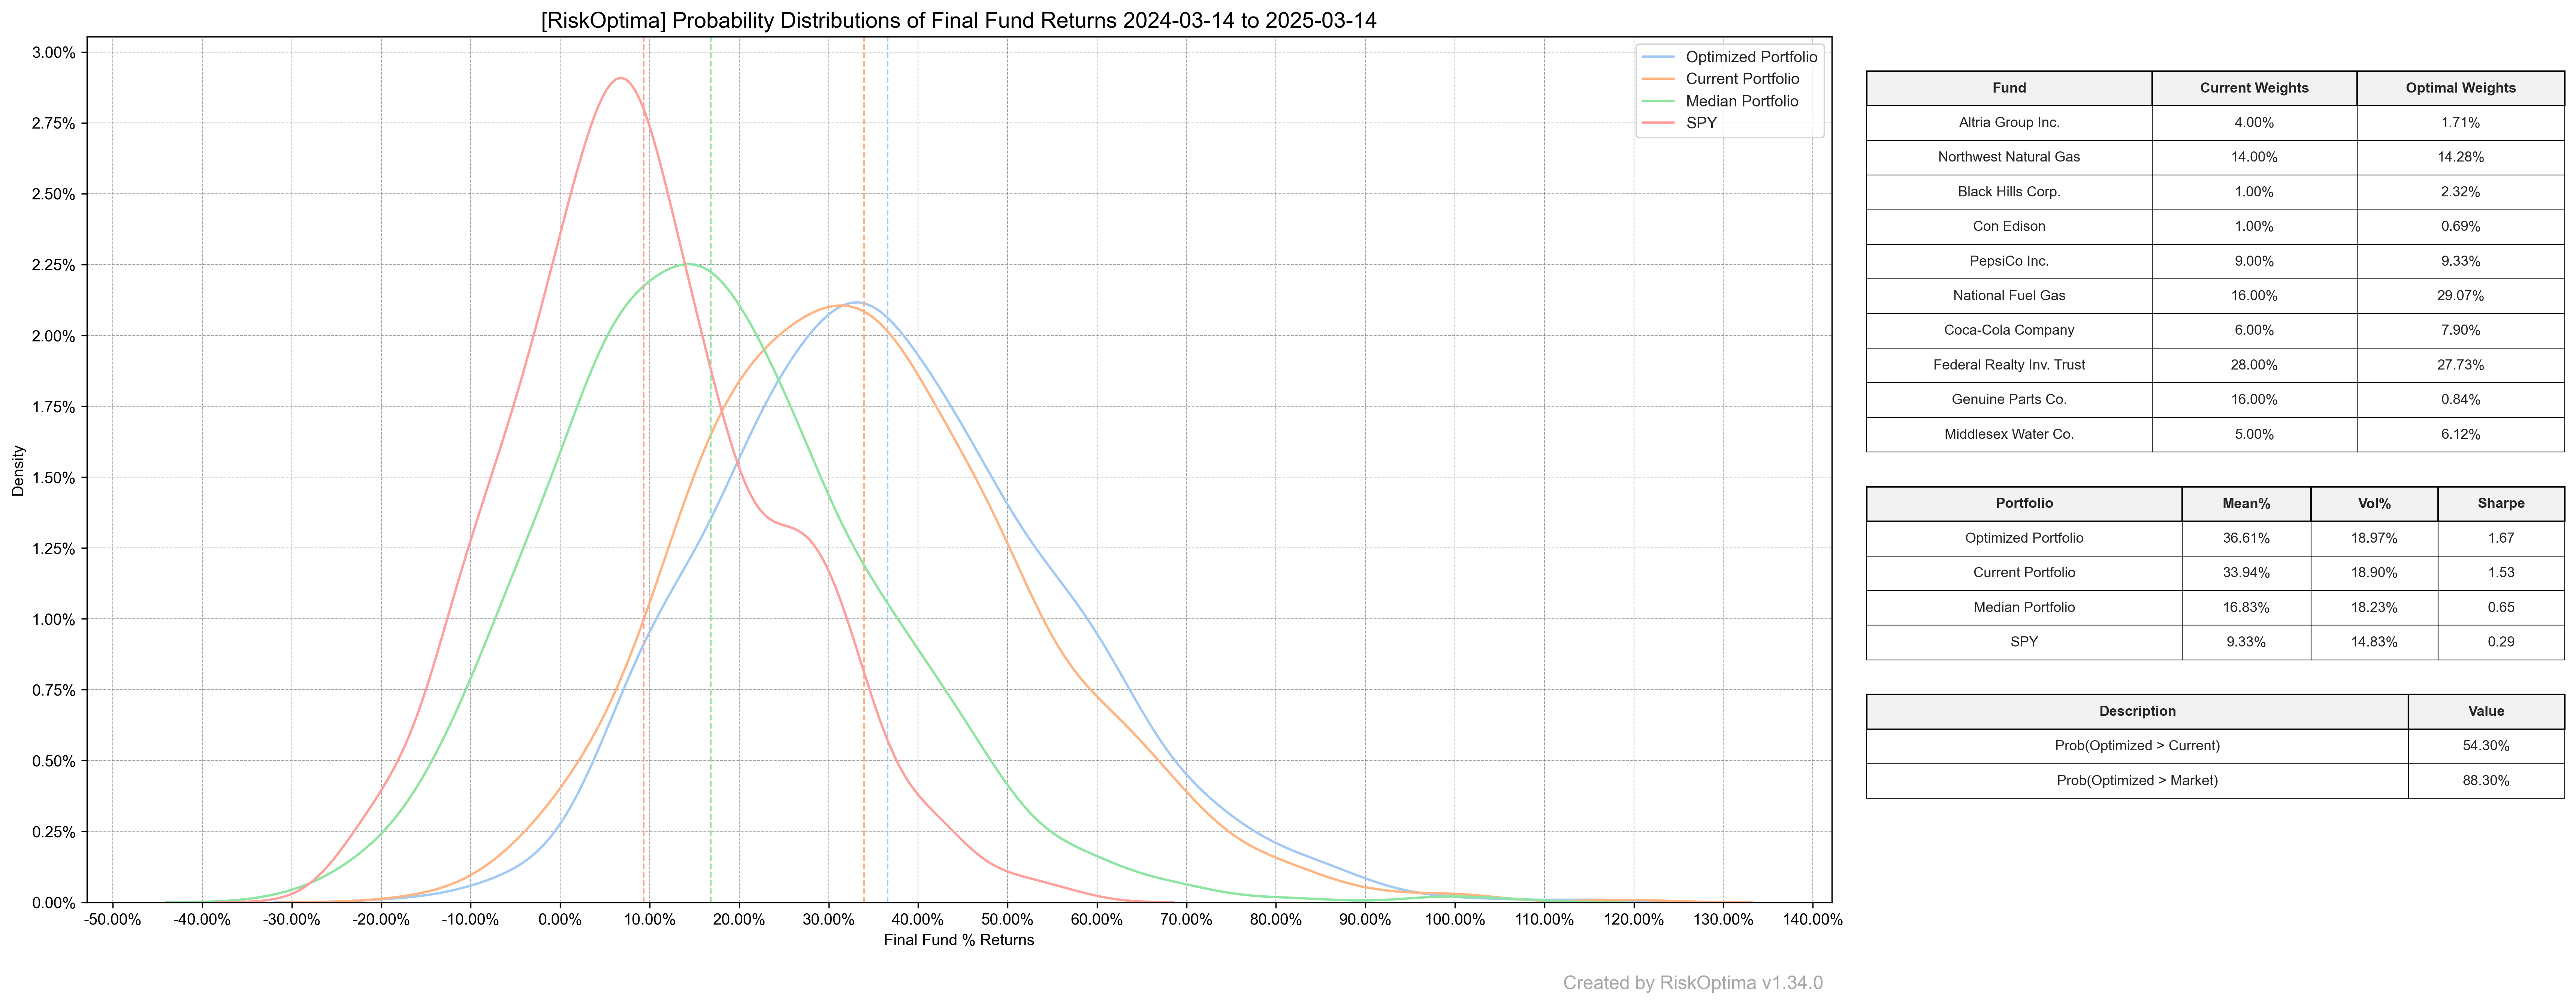 [RiskOptima] Probability Distributions of Final Fund Returns 2024-03-14 to 2025-03-14
3.00%
2.75%
2.50%
2.25%
2.00%
1.75%
1.50%
1.25%
1.00%
0.75%
0.50%
0.25%
0.00%
Density
-50.00% -40.00% -30.00% -20.00% -10.00% 0.00% 10.00% 20.00% 30.00% 40.00% 50.00% 60.00% 70.00% 80.00% 90.00% 100.00% 110.00% 120.00% 130.00% 140.00%
Final Fund % Returns
Optimized Portfolio
Current Portfolio
Median Portfolio
SPY
Fund Current Weights Optimal Weights
Altria Group Inc. 4.00% 1.71%
Northwest Natural Gas 14.00% 14.28%
Black Hills Corp. 1.00% 2.32%
Con Edison 1.00% 0.69%
PepsiCo Inc. 9.00% 9.33%
National Fuel Gas 16.00% 29.07%
Coca-Cola Company 6.00% 7.90%
Federal Realty Inv. Trust 28.00% 27.73%
Genuine Parts Co. 16.00% 0.84%
Middlesex Water Co. 5.00% 6.12%
Portfolio Mean% Vol% Sharpe
Optimized Portfolio 36.61% 18.97% 1.67
Current Portfolio 33.94% 18.90% 1.53
Median Portfolio 16.83% 18.23% 0.65
SPY 9.33% 14.83% 0.29
Description Value
Prob(Optimized > Current) 54.30%
Prob(Optimized > Market) 88.30%
Created by RiskOptima v1.34.0